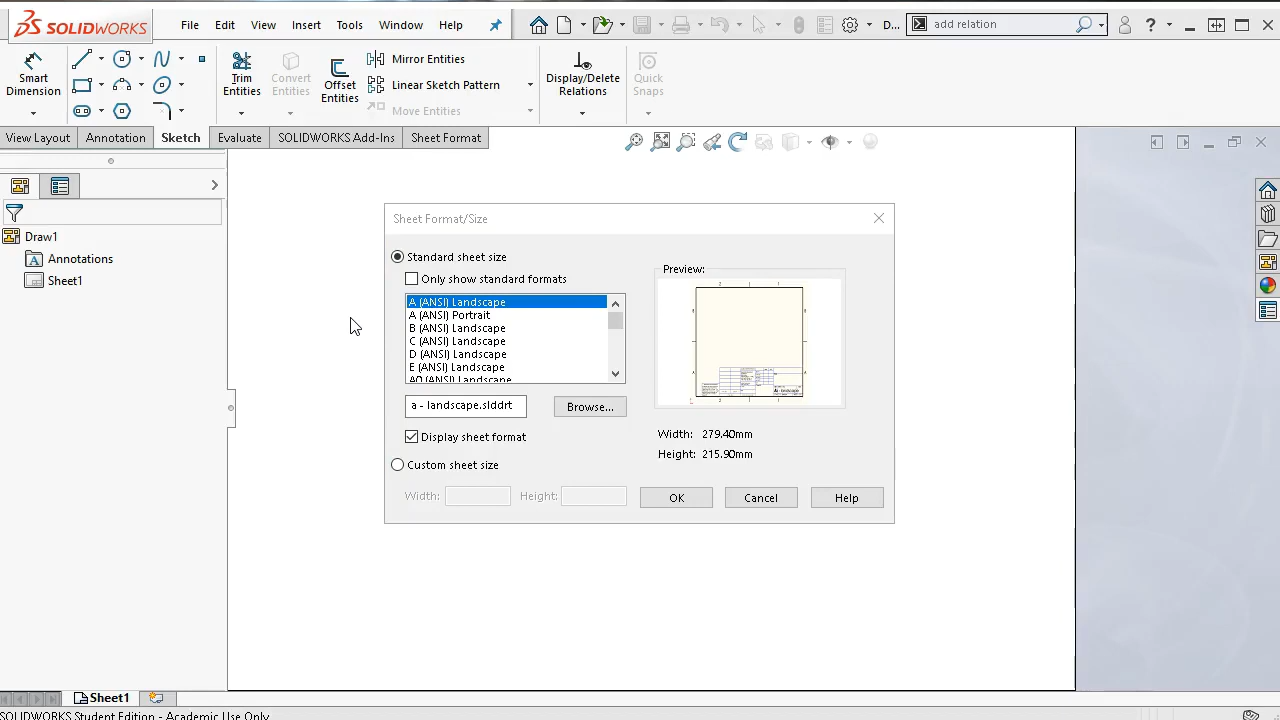 SOLIDWORKS File Edit View Insert Tools Window Help D... add relation ?
Smart Dimension
Trim Entities
Convert Entities
Offset Entities
Mirror Entities
Linear Sketch Pattern
Move Entities
Display/Delete Relations
Quick Snaps
View Layout Annotation Sketch Evaluate SOLIDWORKS Add-Ins Sheet Format
Draw1
Annotations
Sheet1
Sheet Format/Size
Standard sheet size
Only show standard formats
A (ANSI) Landscape
A (ANSI) Portrait
B (ANSI) Landscape
C (ANSI) Landscape
D (ANSI) Landscape
E (ANSI) Landscape
A0 (ANSI) Landscape
a - landscape.slddrt
Browse...
Display sheet format
Custom sheet size
Width: Height:
Preview:
Width: 279.40mm
Height: 215.90mm
OK Cancel Help
Sheet1
SOLIDWORKS Student Edition - Academic Use Only